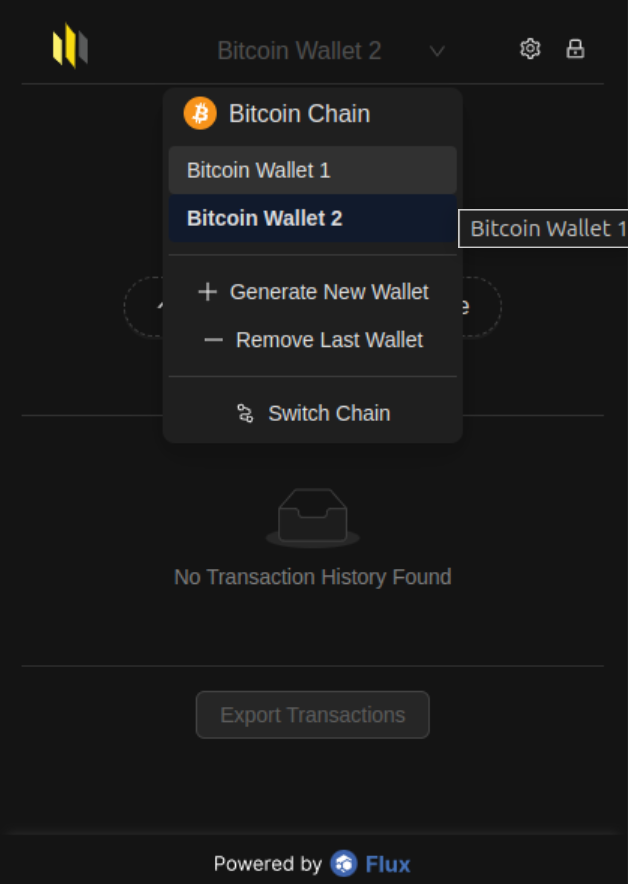 Bitcoin Wallet 2
Bitcoin Chain
Bitcoin Wallet 1
Bitcoin Wallet 2
Bitcoin Wallet 1
Generate New Wallet
Remove Last Wallet
Switch Chain
No Transaction History Found
Export Transactions
Powered by Flux